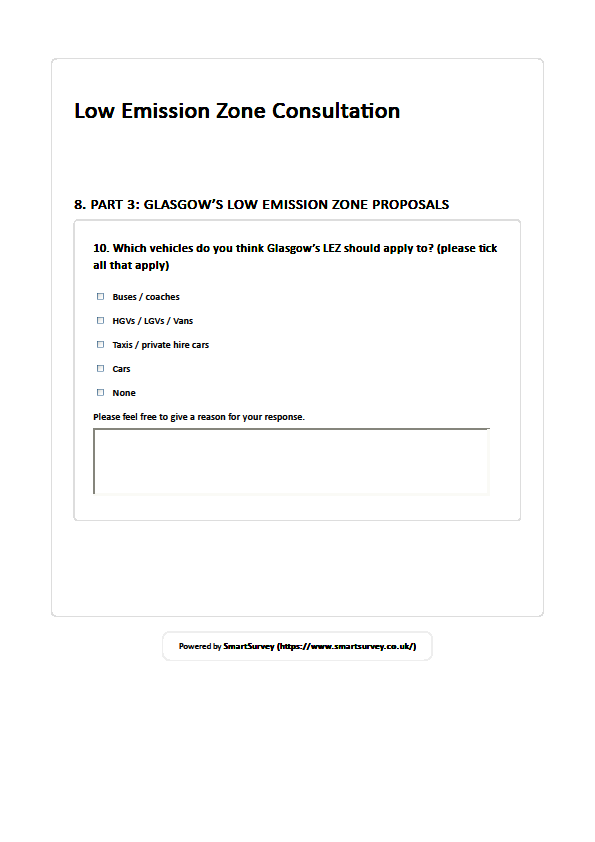 Low Emission Zone Consultation
8. PART 3: GLASGOW’S LOW EMISSION ZONE PROPOSALS
10. Which vehicles do you think Glasgow’s LEZ should apply to? (please tick
all that apply)
Buses / coaches
HGVs / LGVs / Vans
Taxis / private hire cars
Cars
None
Please feel free to give a reason for your response.
Powered by SmartSurvey (https://www.smartsurvey.co.uk/)